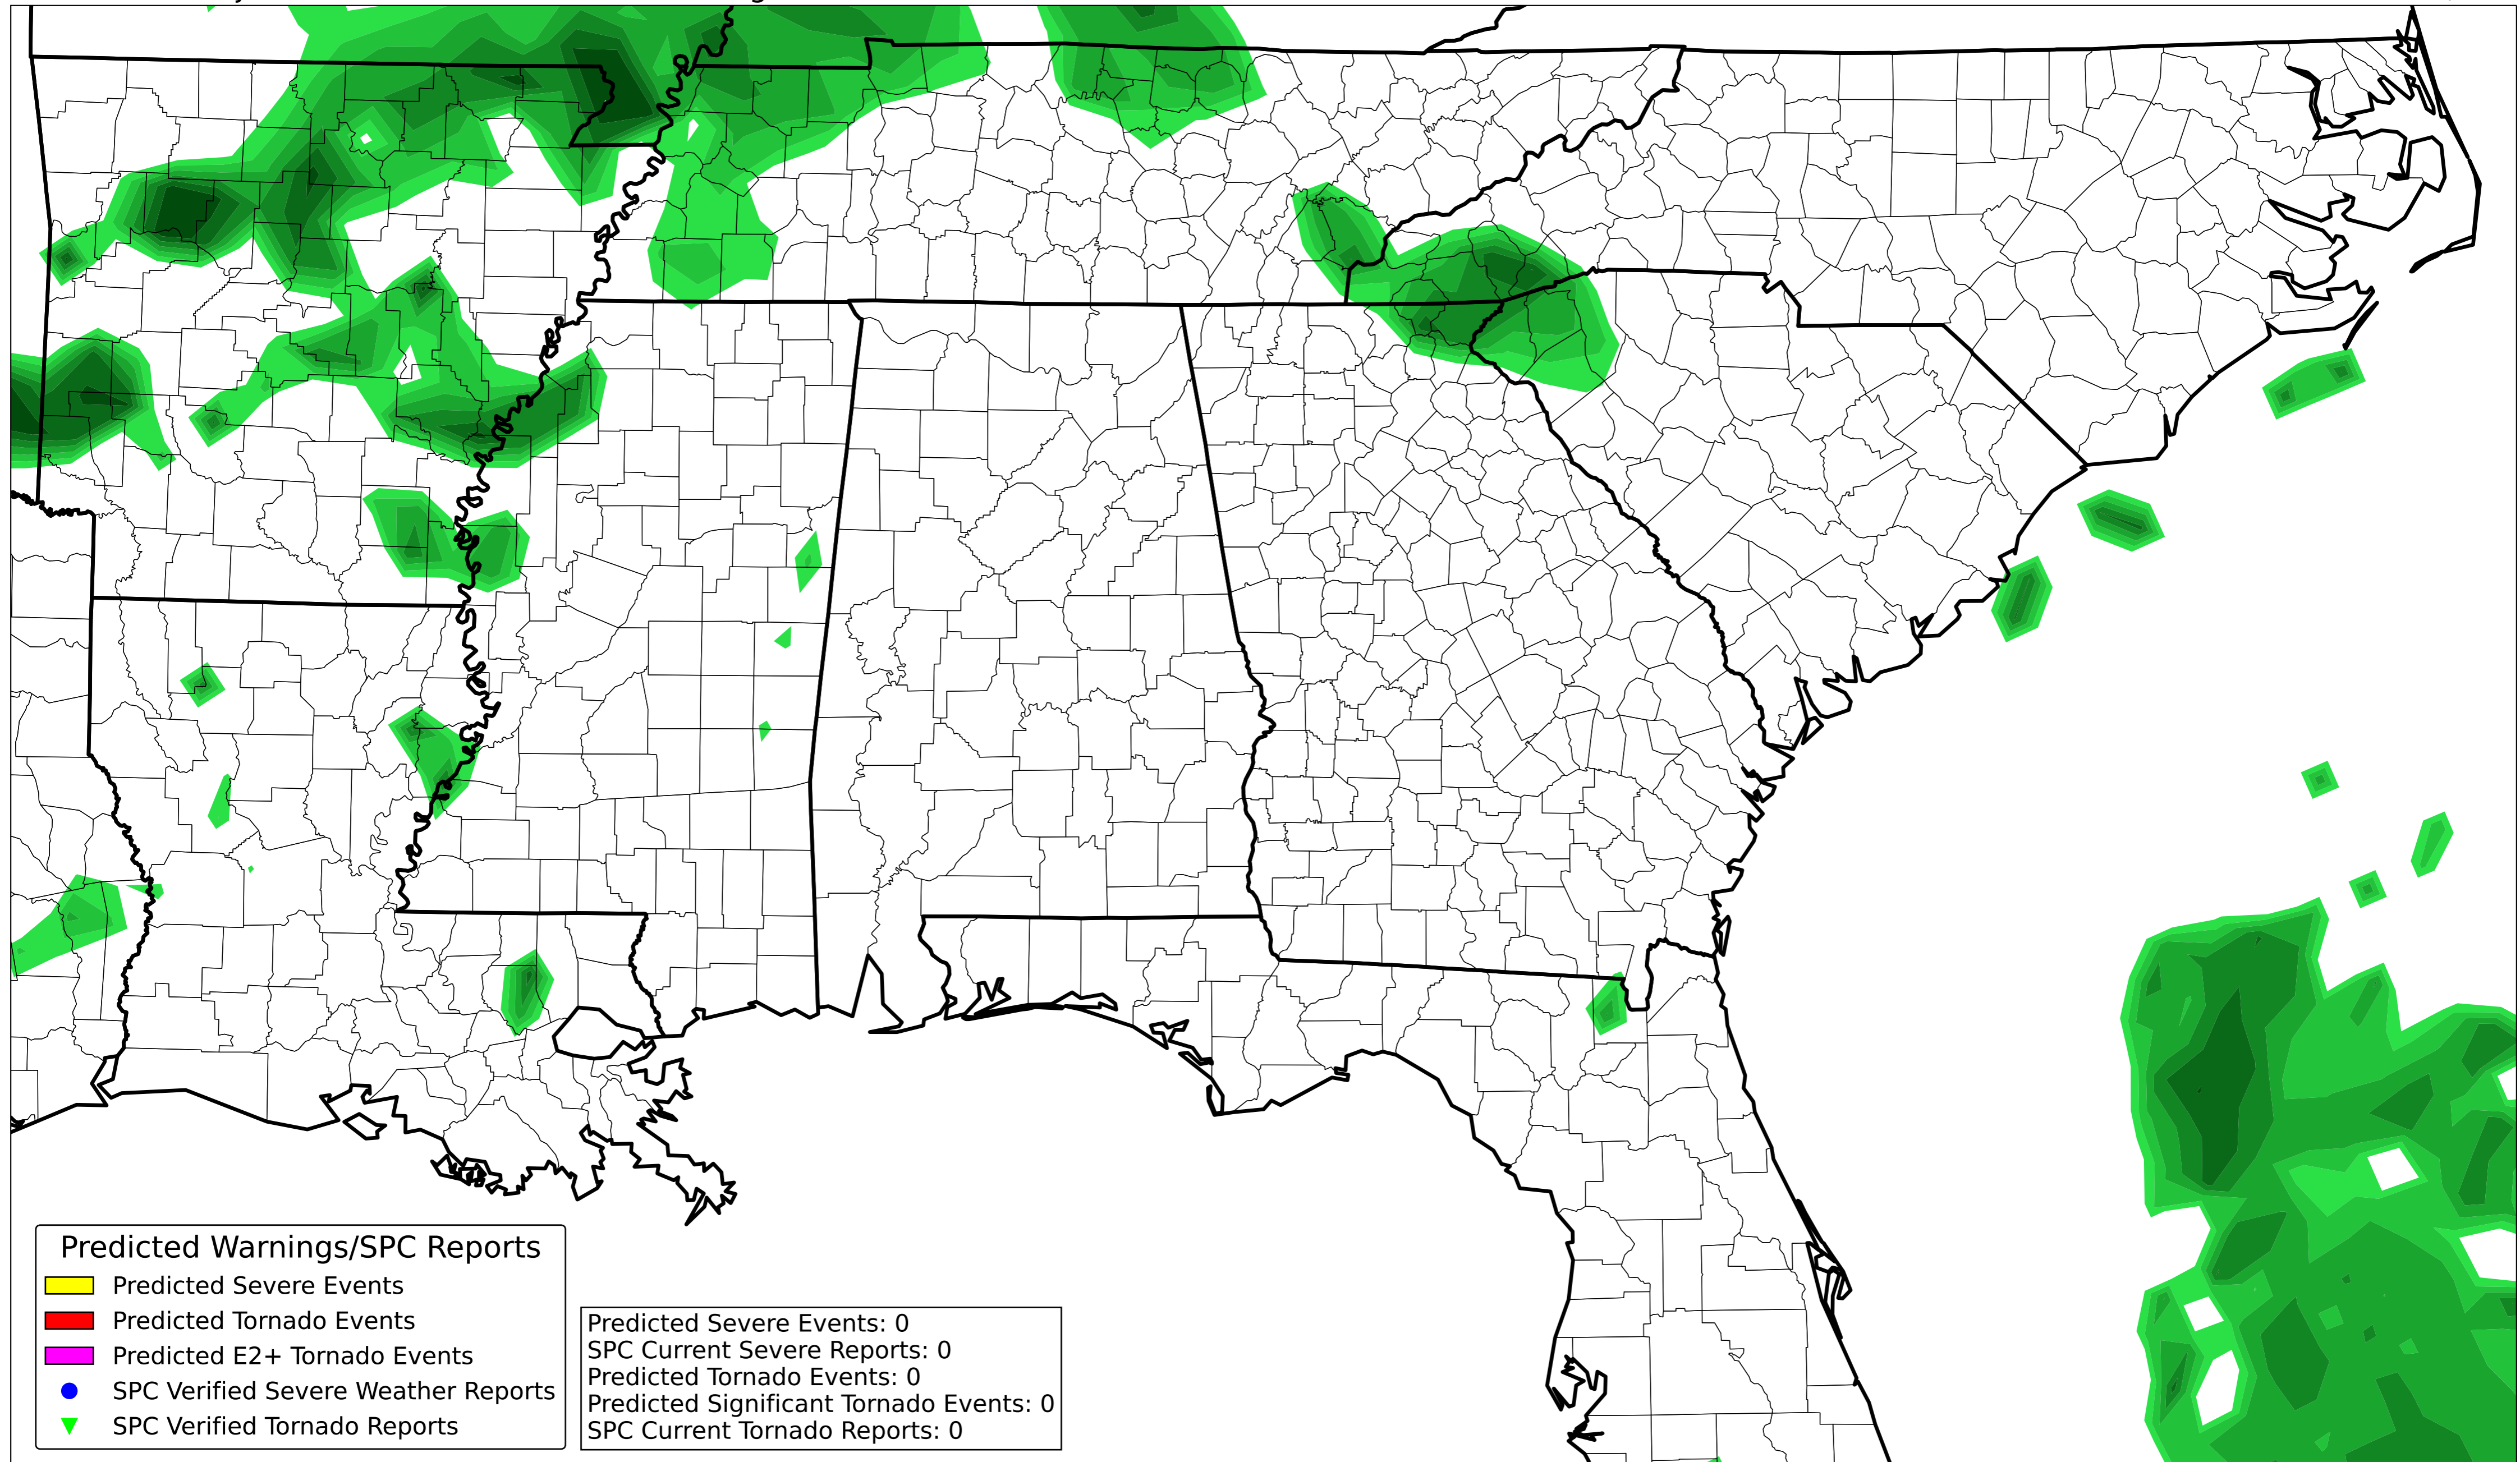 Predicted Warnings/SPC Reports
Predicted Severe Events
Predicted Tornado Events
Predicted E2+ Tornado Events
SPC Verified Severe Weather Reports
SPC Verified Tornado Reports
Predicted Severe Events: 0
SPC Current Severe Reports: 0
Predicted Tornado Events: 0
Predicted Significant Tornado Events: 0
SPC Current Tornado Reports: 0